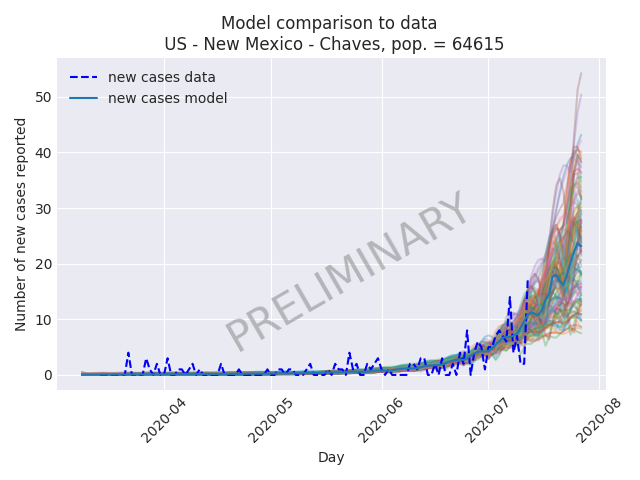 Model comparison to data
US - New Mexico - Chaves, pop. = 64615
new cases data
new cases model
Number of new cases reported
50
40
30
20
10
0
PRELIMINARY
2020-04
2020-05
2020-06
2020-07
2020-08
Day